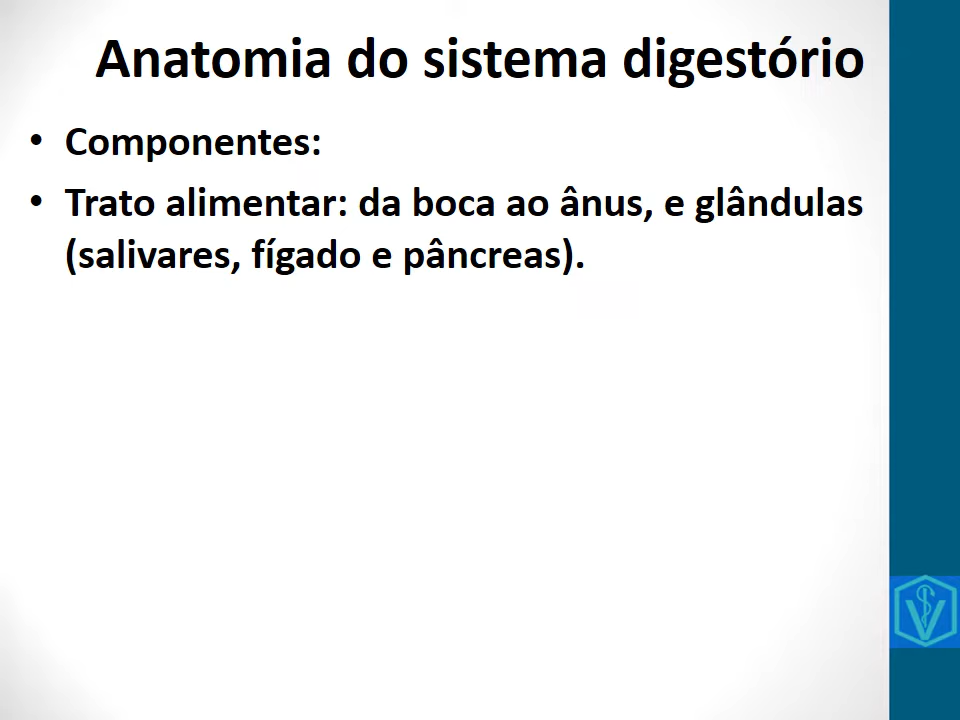 Anatomia do sistema digestório
• Componentes:
• Trato alimentar: da boca ao ânus, e glândulas
(salivares, fígado e pâncreas).